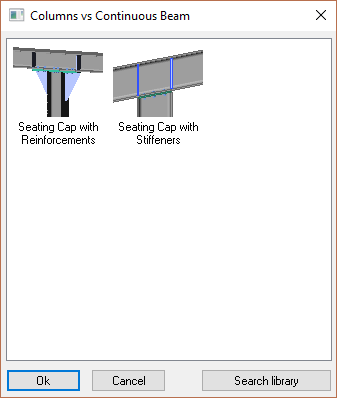 Columns vs Continuous Beam
Seating Cap with
Reinforcements
Seating Cap with
Stiffeners
Ok
Cancel
Search library